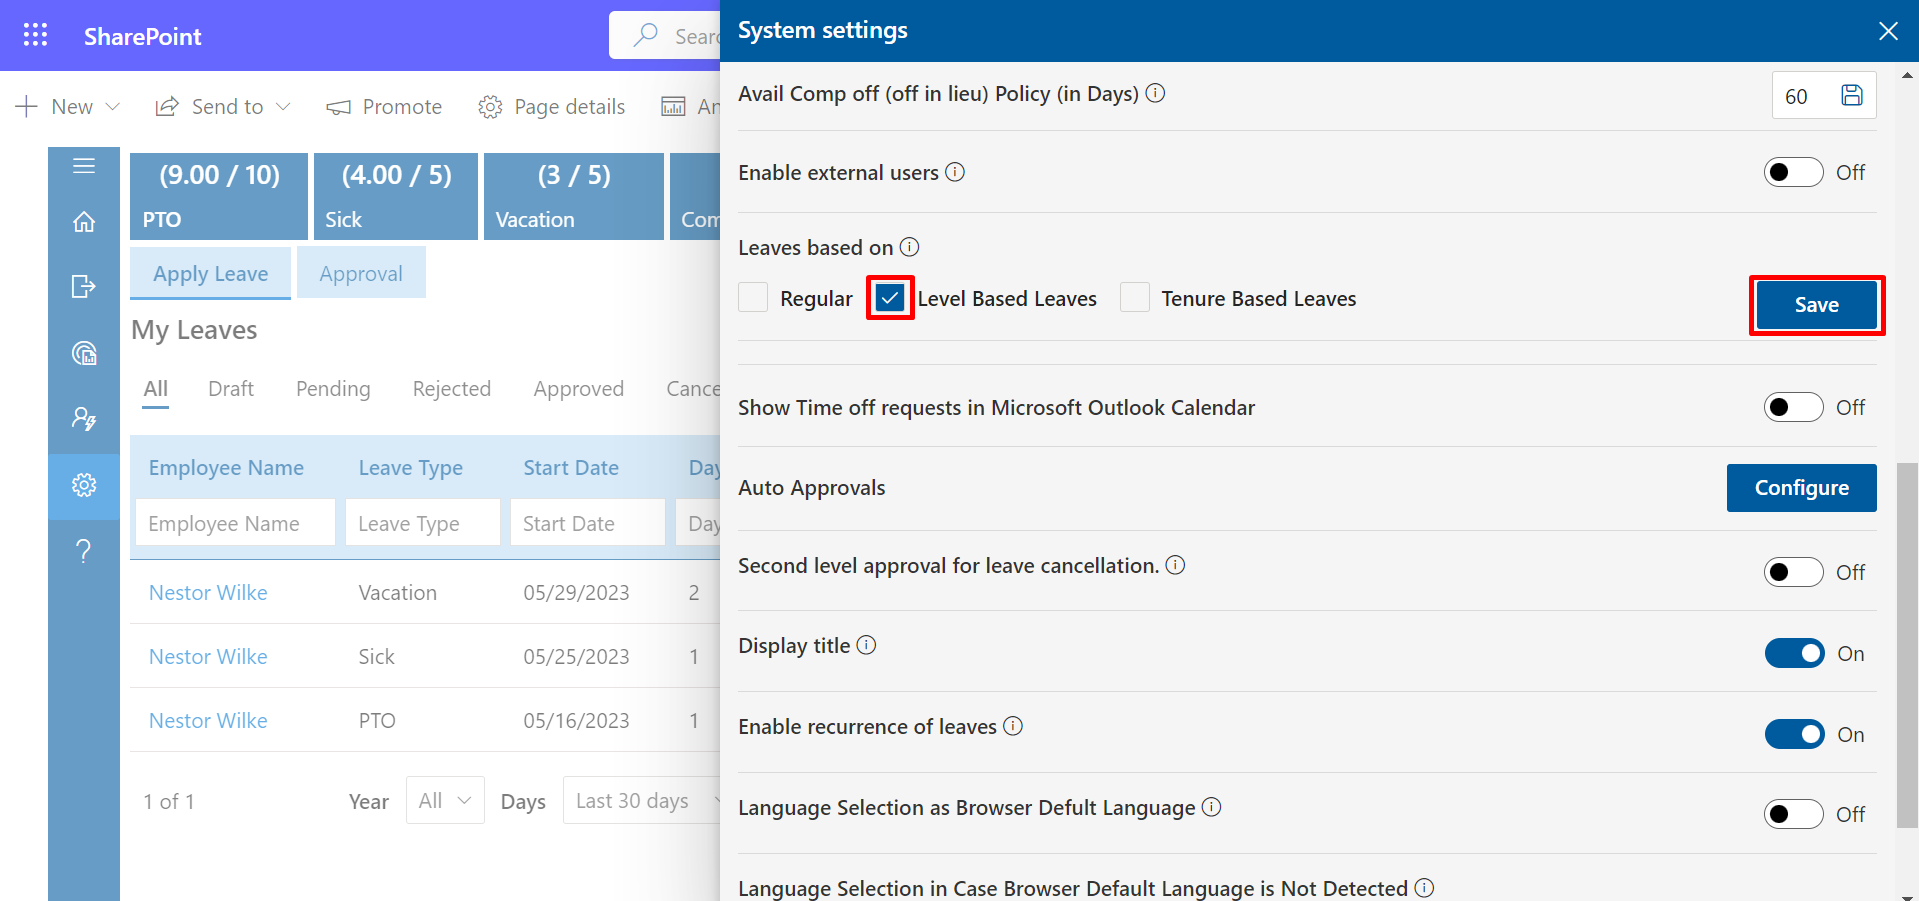 SharePoint
Sear
System settings
New
Send to
Promote
Page details
An
Avail Comp off (off in lieu) Policy (in Days)
60
(9.00 / 10)
PTO
(4.00 / 5)
Sick
(3 / 5)
Vacation
Com
Enable external users
Off
Apply Leave
Approval
Leaves based on
Regular
Level Based Leaves
Tenure Based Leaves
Save
My Leaves
All
Draft
Pending
Rejected
Approved
Cance
Show Time off requests in Microsoft Outlook Calendar
Off
Employee Name
Leave Type
Start Date
Day
Auto Approvals
Configure
Employee Name
Leave Type
Start Date
Day
Second level approval for leave cancellation.
Off
Nestor Wilke
Vacation
05/29/2023
2
Display title
On
Nestor Wilke
Sick
05/25/2023
1
Enable recurrence of leaves
On
Nestor Wilke
PTO
05/16/2023
1
1 of 1
Year
All
Days
Last 30 days
Language Selection as Browser Defult Language
Off
Language Selection in Case Browser Default Language is Not Detected